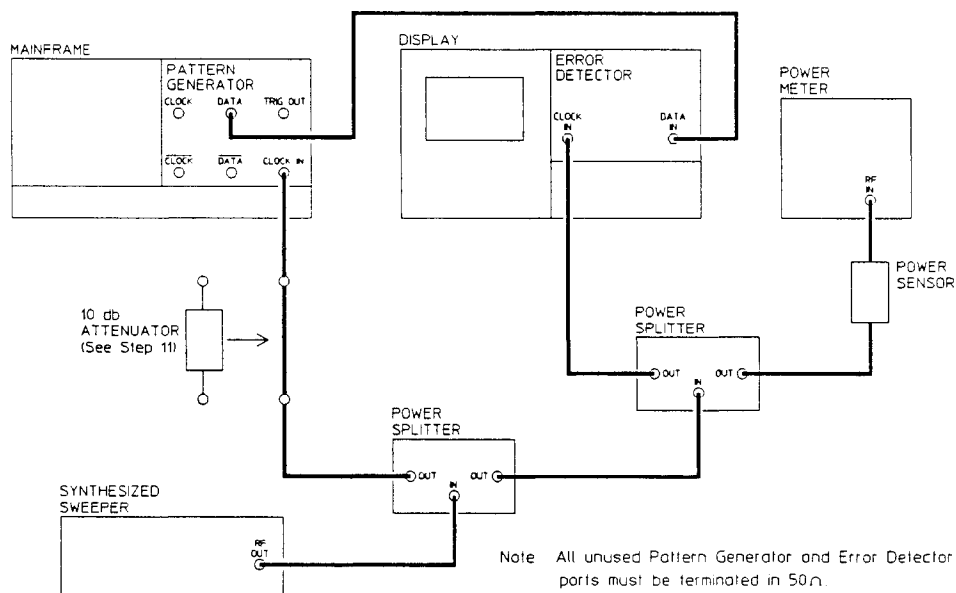 MAINFRAME
PATTERN
GENERATOR
CLOCK DATA TRIG OUT
CLOCK DATA CLOCK IN
DISPLAY
ERROR
DETECTOR
CLOCK
IN
DATA
IN
POWER
METER
RF
IN
POWER
SENSOR
10 db
ATTENUATOR
(See Step 11)
POWER
SPLITTER
OUT IN OUT
POWER
SPLITTER
OUT IN OUT
SYNTHESIZED
SWEEPER
RF
OUT
Note All unused Pattern Generator and Error Detector
ports must be terminated in 50Ω.